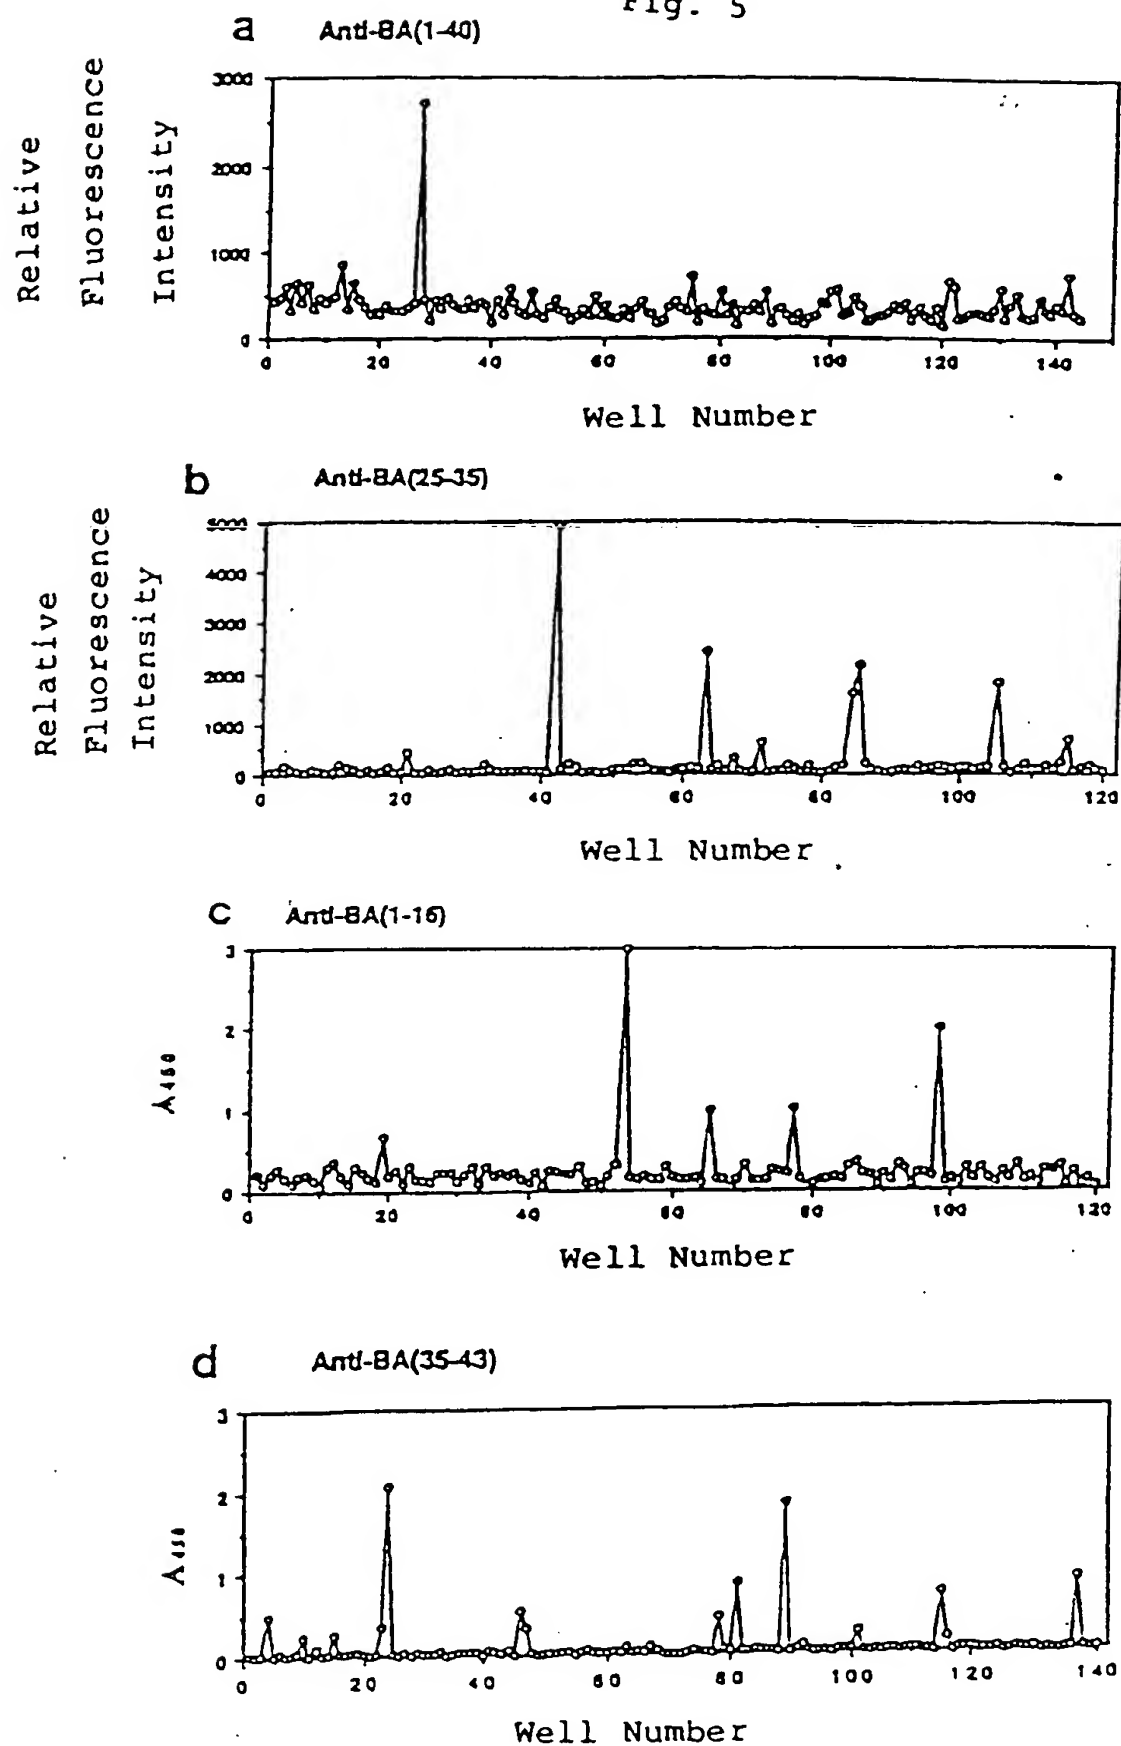 Fig. 5
a Anti-BA(1-40)
Relative
Fluorescence
Intensity
3000
2000
1000
0
0 20 40 60 80 100 120 140
Well Number
b Anti-BA(25-35)
Relative
Fluorescence
Intensity
5000
4000
3000
2000
1000
0
0 20 40 60 80 100 120
Well Number
c Anti-BA(1-16)
A450
3
2
1
0
0 20 40 60 80 100 120
Well Number
d Anti-BA(35-43)
A450
3
2
1
0
0 20 40 60 80 100 120 140
Well Number